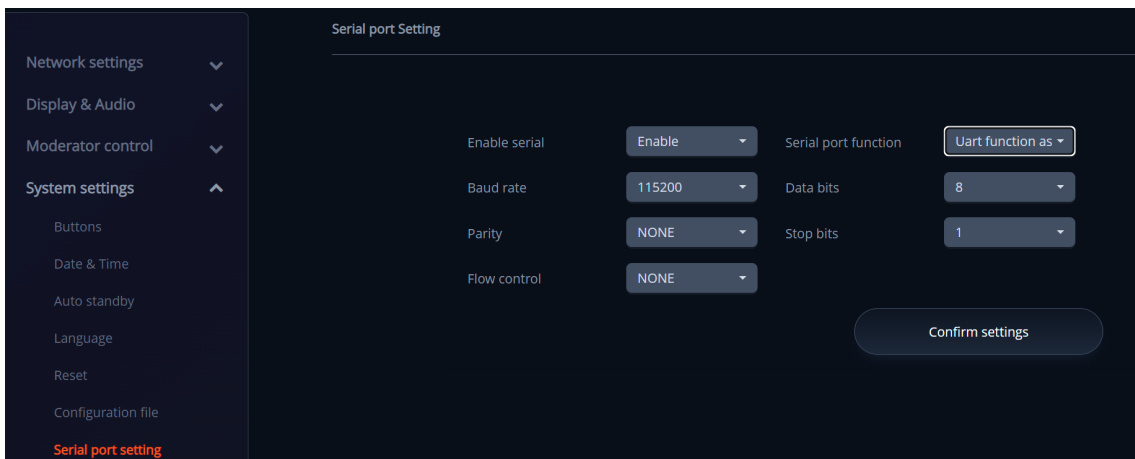 Serial port Setting
Network settings
Display & Audio
Moderator control
System settings
Buttons
Date & Time
Auto standby
Language
Reset
Configuration file
Serial port setting
Enable serial Enable Serial port function Uart function as
Baud rate 115200 Data bits 8
Parity NONE Stop bits 1
Flow control NONE
Confirm settings